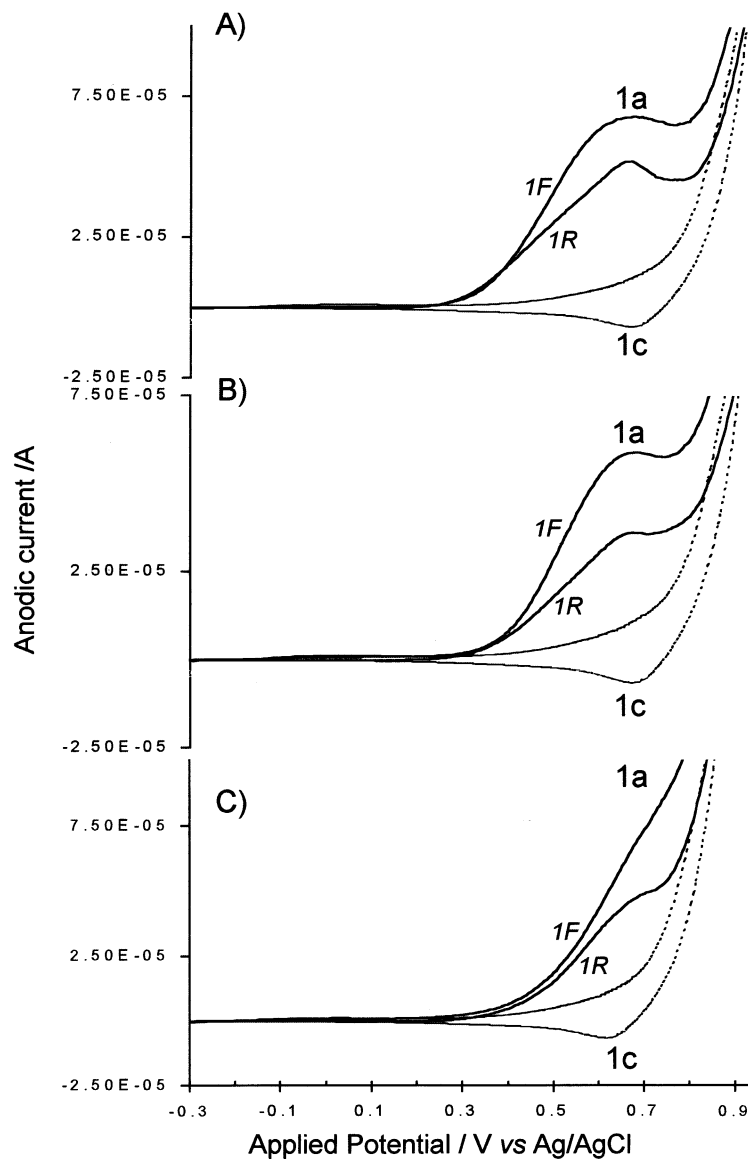 A)
7.50E-05
1a
1F
1R
2.50E-05
1c
-2.50E-05
B)
7.50E-05
1a
1F
2.50E-05
1R
1c
-2.50E-05
C)
1a
7.50E-05
1F
2.50E-05
1R
1c
-2.50E-05
Anodic current /A
-0.3 -0.1 0.1 0.3 0.5 0.7 0.9
Applied Potential / V vs Ag/AgCl